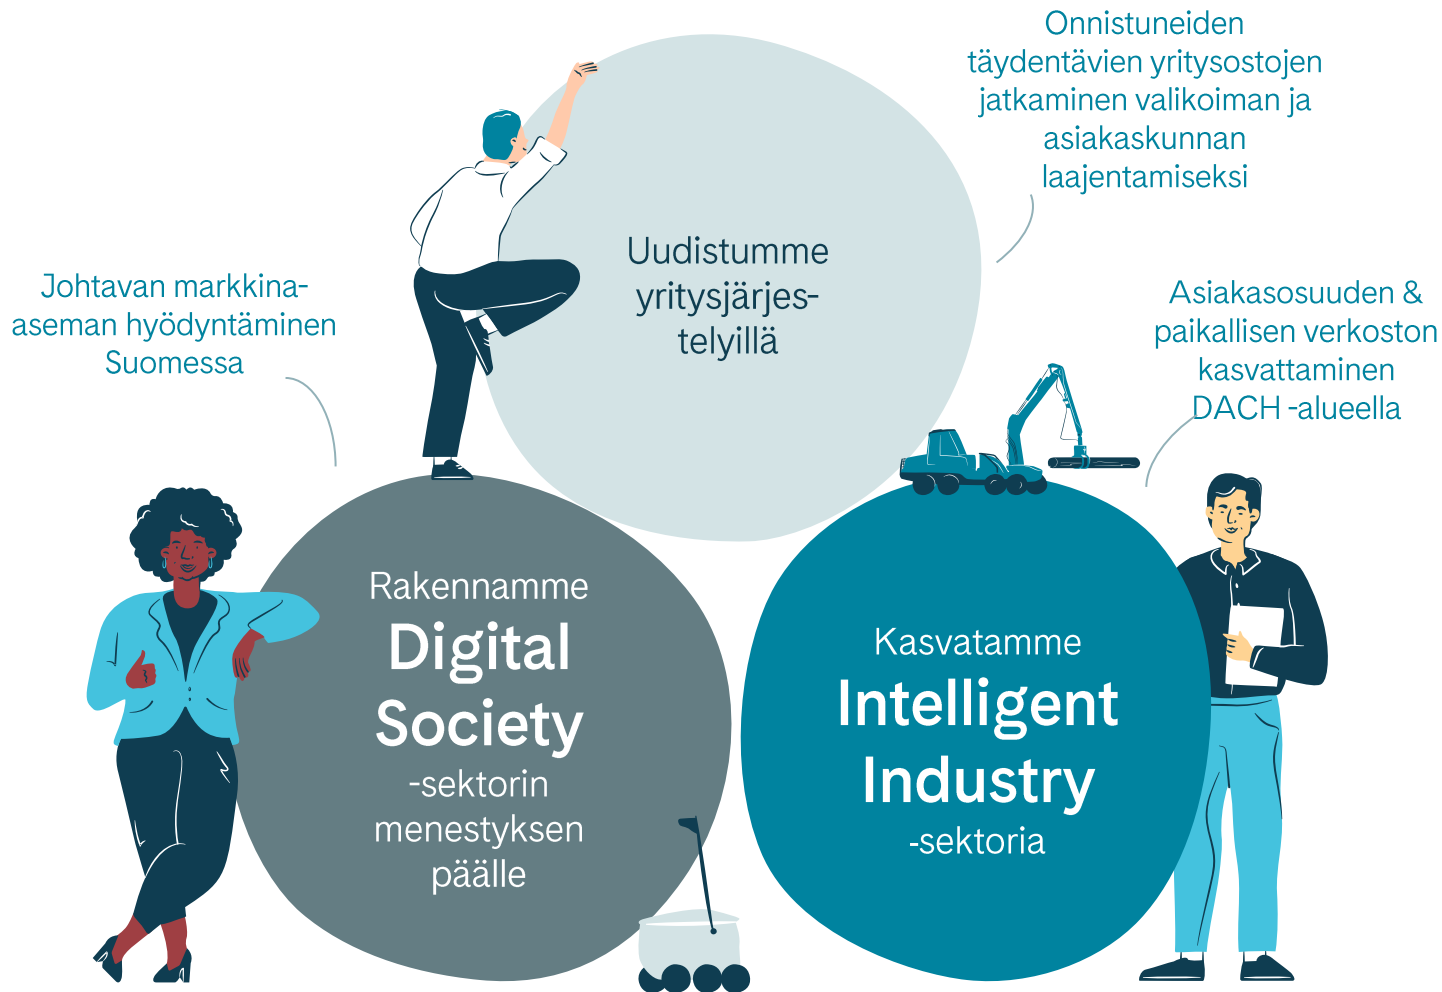 Onnistuneiden
täydentävien yritysostojen
jatkaminen valikoiman ja
asiakaskunnan
laajentamiseksi
Uudistumme
yritysjärjes-
telyillä
Johtavan markkina-
aseman hyödyntäminen
Suomessa
Asiakasosuuden &
paikallisen verkoston
kasvattaminen
DACH -alueella
Rakennamme
Digital
Society
-sektorin
menestyksen
päälle
Kasvatamme
Intelligent
Industry
-sektoria